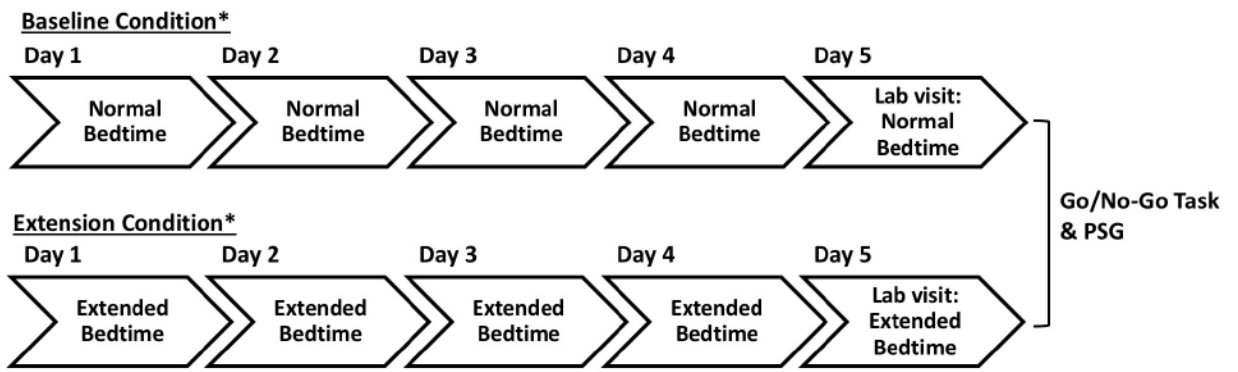 Baseline Condition*
Day 1
Day 2
Day 3
Day 4
Day 5
Normal
Bedtime
Normal
Bedtime
Normal
Bedtime
Normal
Bedtime
Lab visit:
Normal
Bedtime
Go/No-Go Task
& PSG
Extension Condition*
Day 1
Day 2
Day 3
Day 4
Day 5
Extended
Bedtime
Extended
Bedtime
Extended
Bedtime
Extended
Bedtime
Lab visit:
Extended
Bedtime